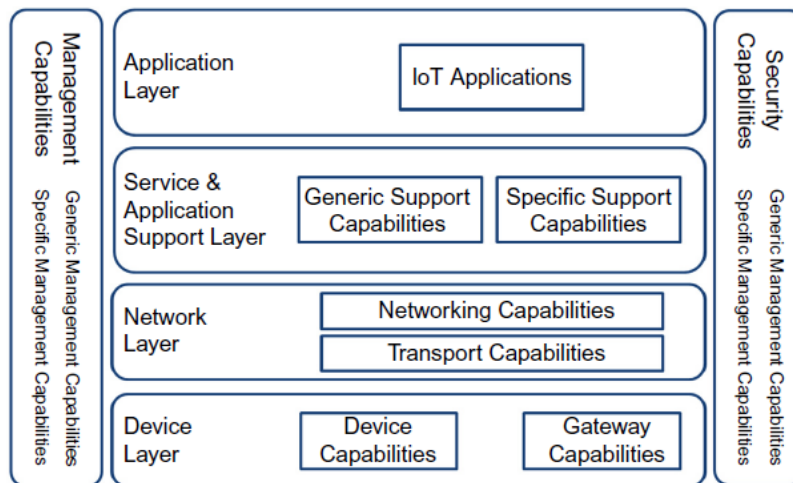 Management
Capabilities
Generic Management Capabilities
Specific Management Capabilities
Application
Layer
IoT Applications
Service &
Application
Support Layer
Generic Support
Capabilities
Specific Support
Capabilities
Network
Layer
Networking Capabilities
Transport Capabilities
Device
Layer
Device
Capabilities
Gateway
Capabilities
Security
Capabilities
Generic Management Capabilities
Specific Management Capabilities